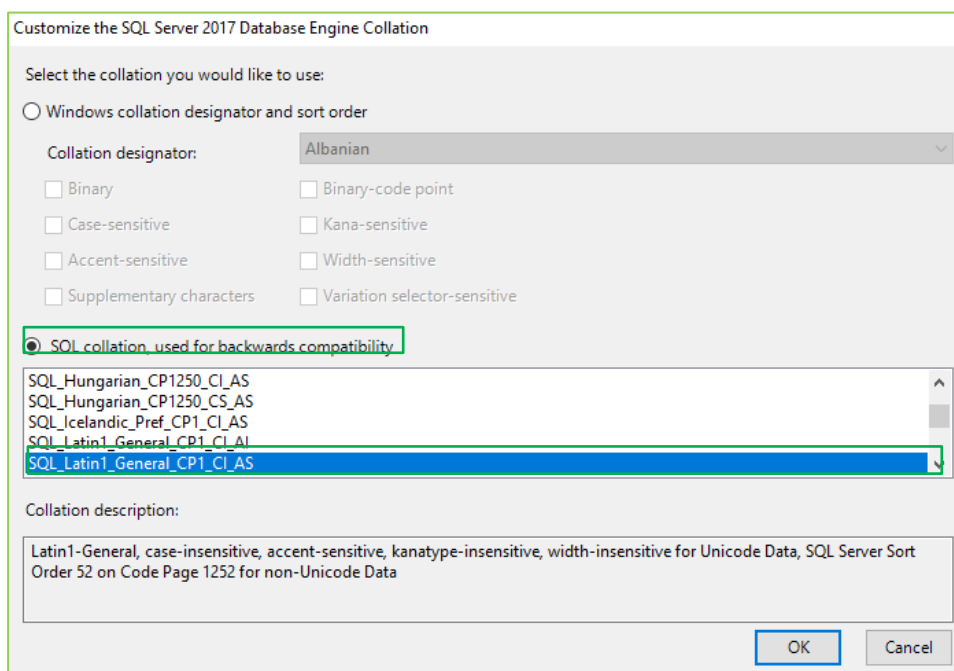 Customize the SQL Server 2017 Database Engine Collation
Select the collation you would like to use:
Windows collation designator and sort order
Collation designator: Albanian
Binary Binary-code point
Case-sensitive Kana-sensitive
Accent-sensitive Width-sensitive
Supplementary characters Variation selector-sensitive
SQL collation, used for backwards compatibility
SQL_Hungarian_CP1250_CI_AS
SQL_Hungarian_CP1250_CS_AS
SQL_Icelandic_Pref_CP1_CI_AS
SQL_Latin1_General_CP1_CI_AI
SQL_Latin1_General_CP1_CI_AS
Collation description:
Latin1-General, case-insensitive, accent-sensitive, kanatype-insensitive, width-insensitive for Unicode Data, SQL Server Sort
Order 52 on Code Page 1252 for non-Unicode Data
OK Cancel